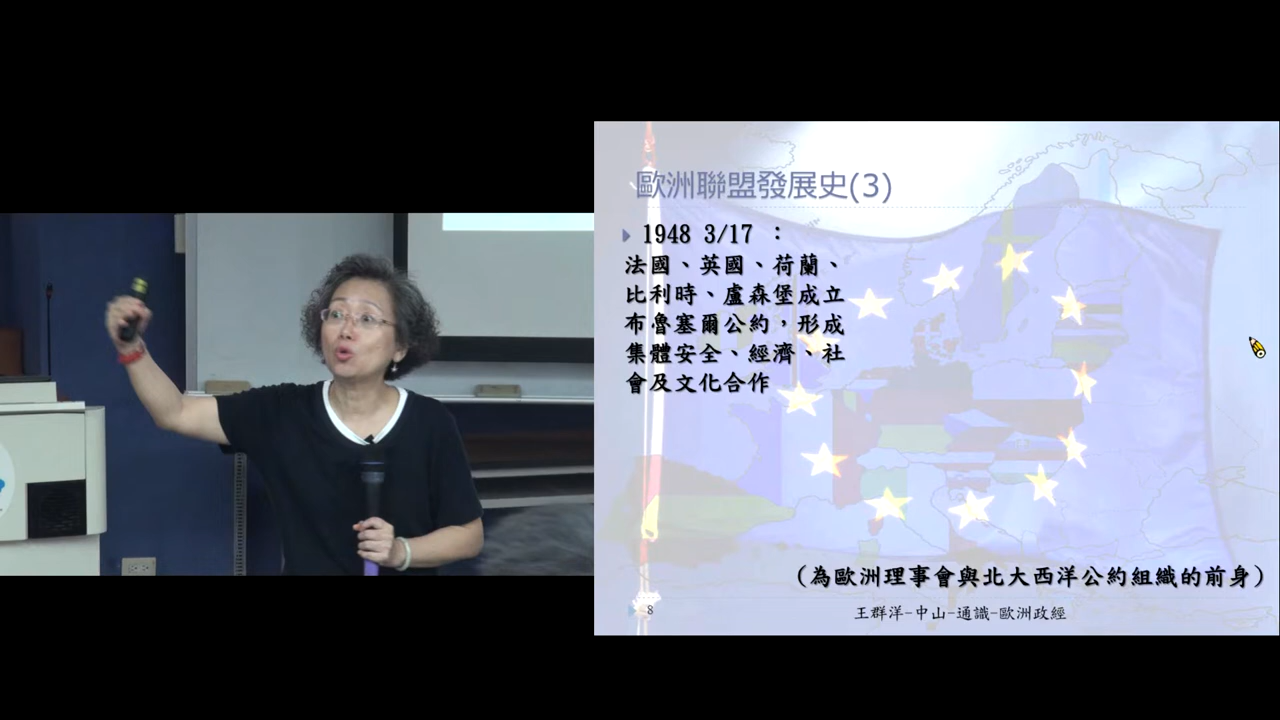 歐洲聯盟發展史(3)
1948 3/17 ：
法國、英國、荷蘭、
比利時、盧森堡成立
布魯塞爾公約，形成
集體安全、經濟、社
會及文化合作
(為歐洲理事會與北大西洋公約組織的前身)
8
王群洋-中山-通識-歐洲政經